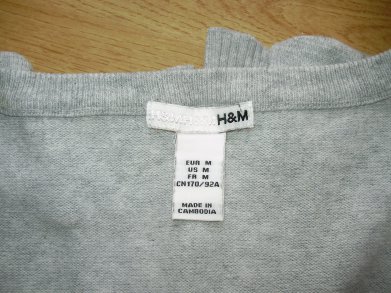 H&M H&M H&M
EUR M
US M
FR M
CN170/92A
MADE IN
CAMBODIA